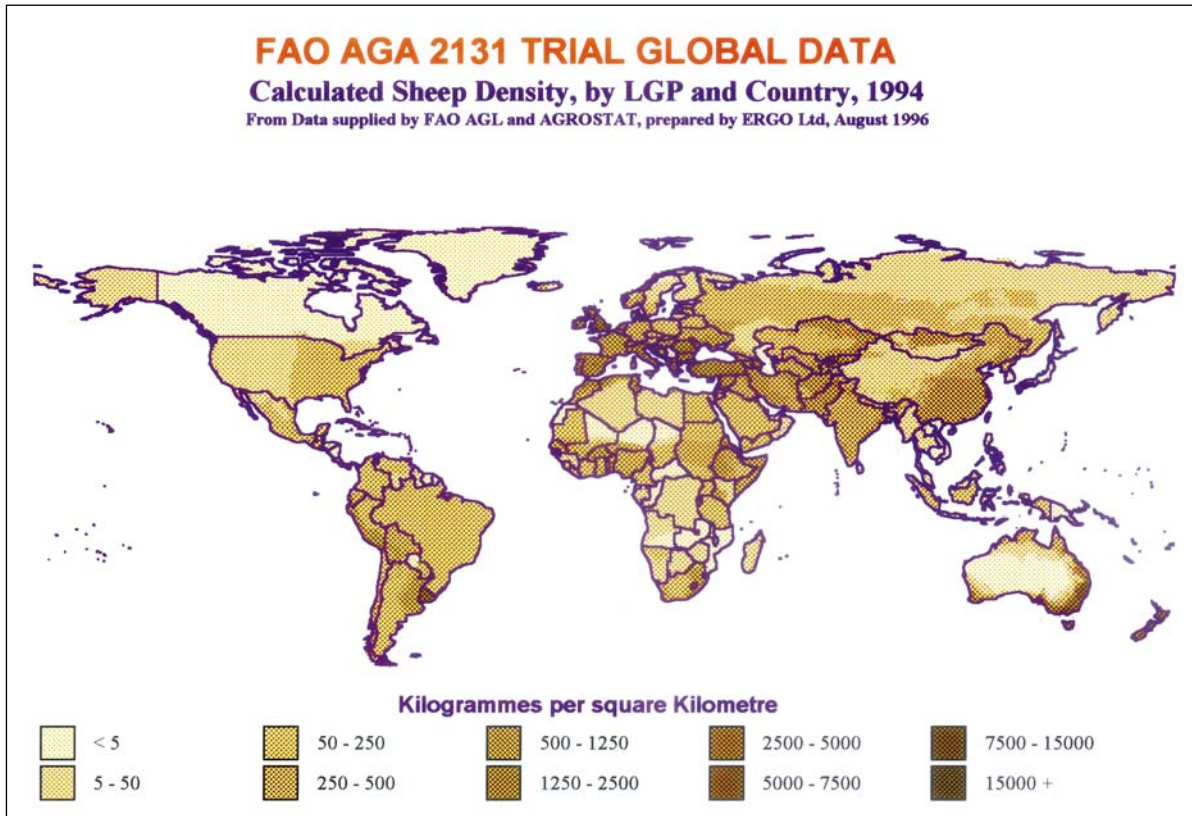 FAO AGA 2131 TRIAL GLOBAL DATA
Calculated Sheep Density, by LGP and Country, 1994
From Data supplied by FAO AGL and AGROSTAT, prepared by ERGO Ltd, August 1996
Kilogrammes per square Kilometre
< 5
50 - 250
500 - 1250
2500 - 5000
7500 - 15000
5 - 50
250 - 500
1250 - 2500
5000 - 7500
15000 +